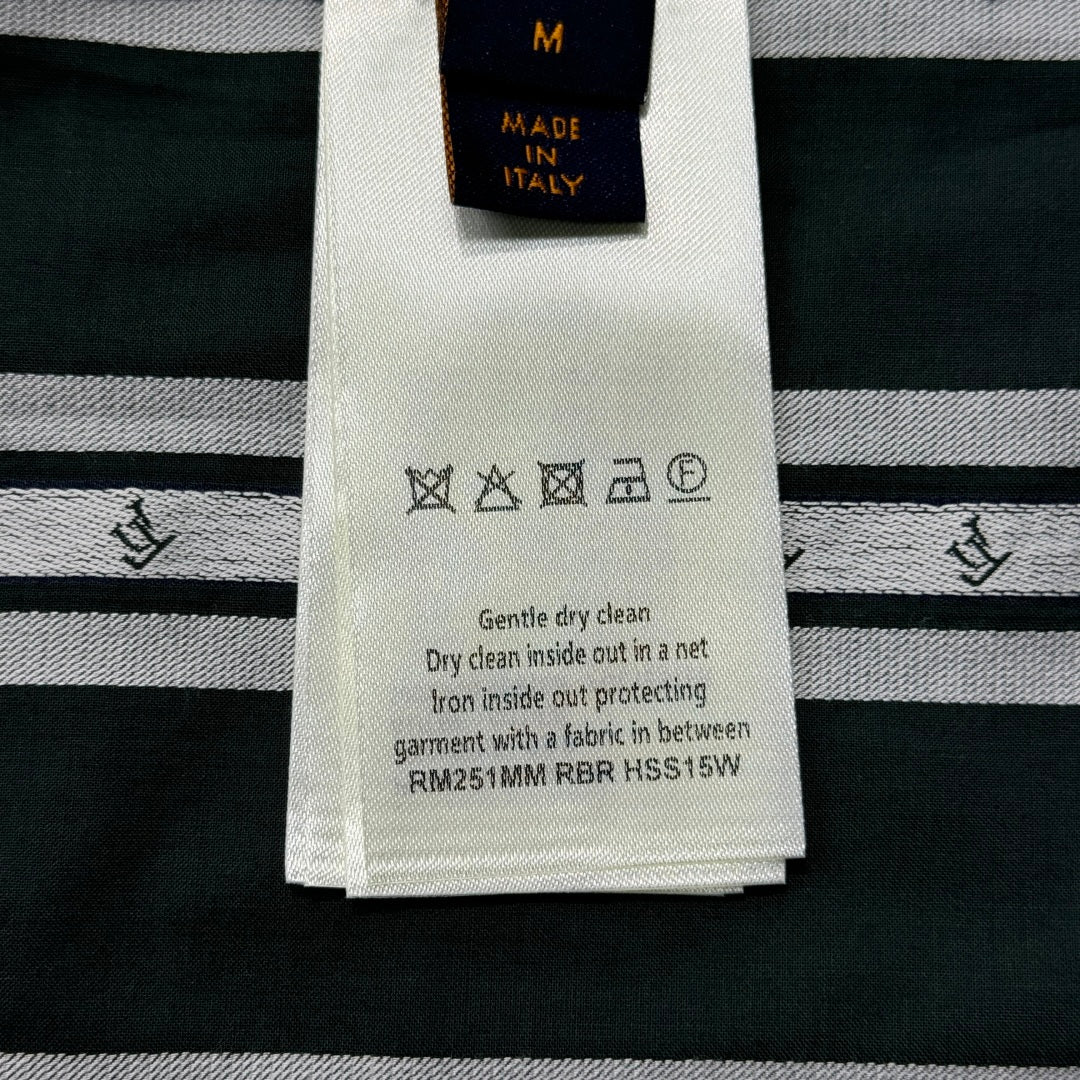 M
MADE
IN
ITALY
F
Gentle dry clean
Dry clean inside out in a net
Iron inside out protecting
garment with a fabric in between
RM251MM RBR HSS15W